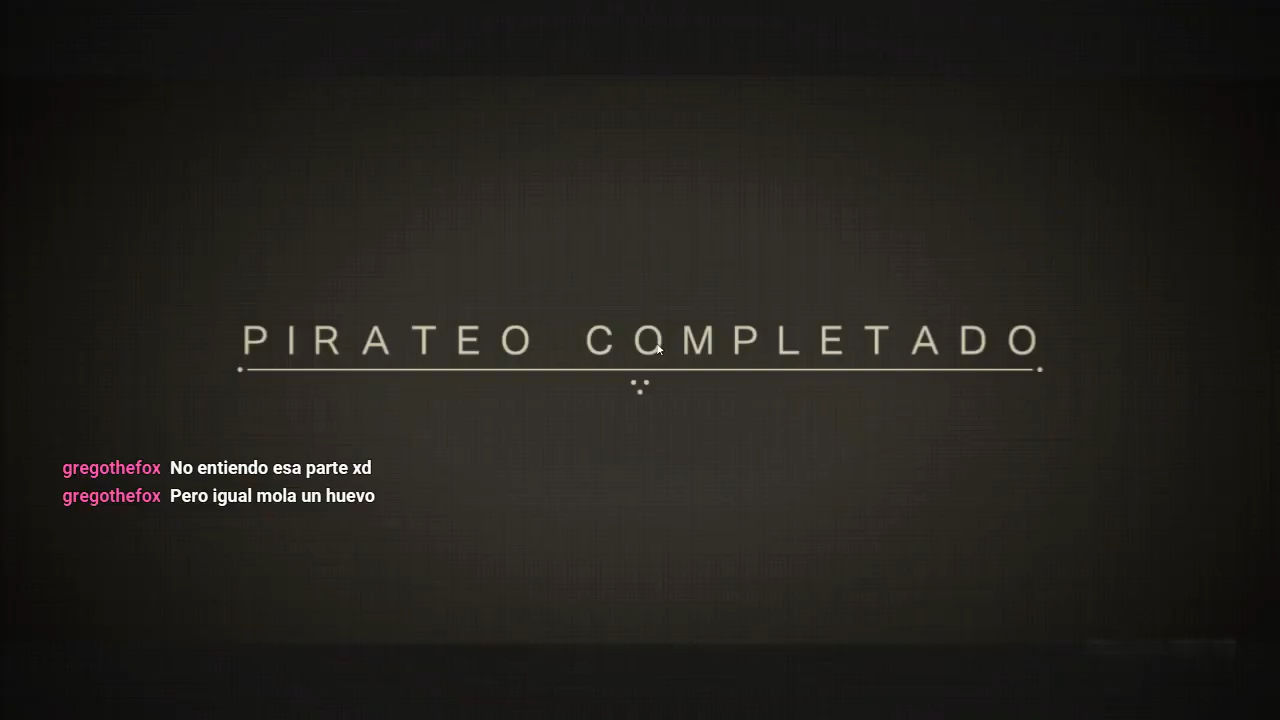 PIRATEO COMPLETADO
gregothefox No entiendo esa parte xd
gregothefox Pero igual mola un huevo